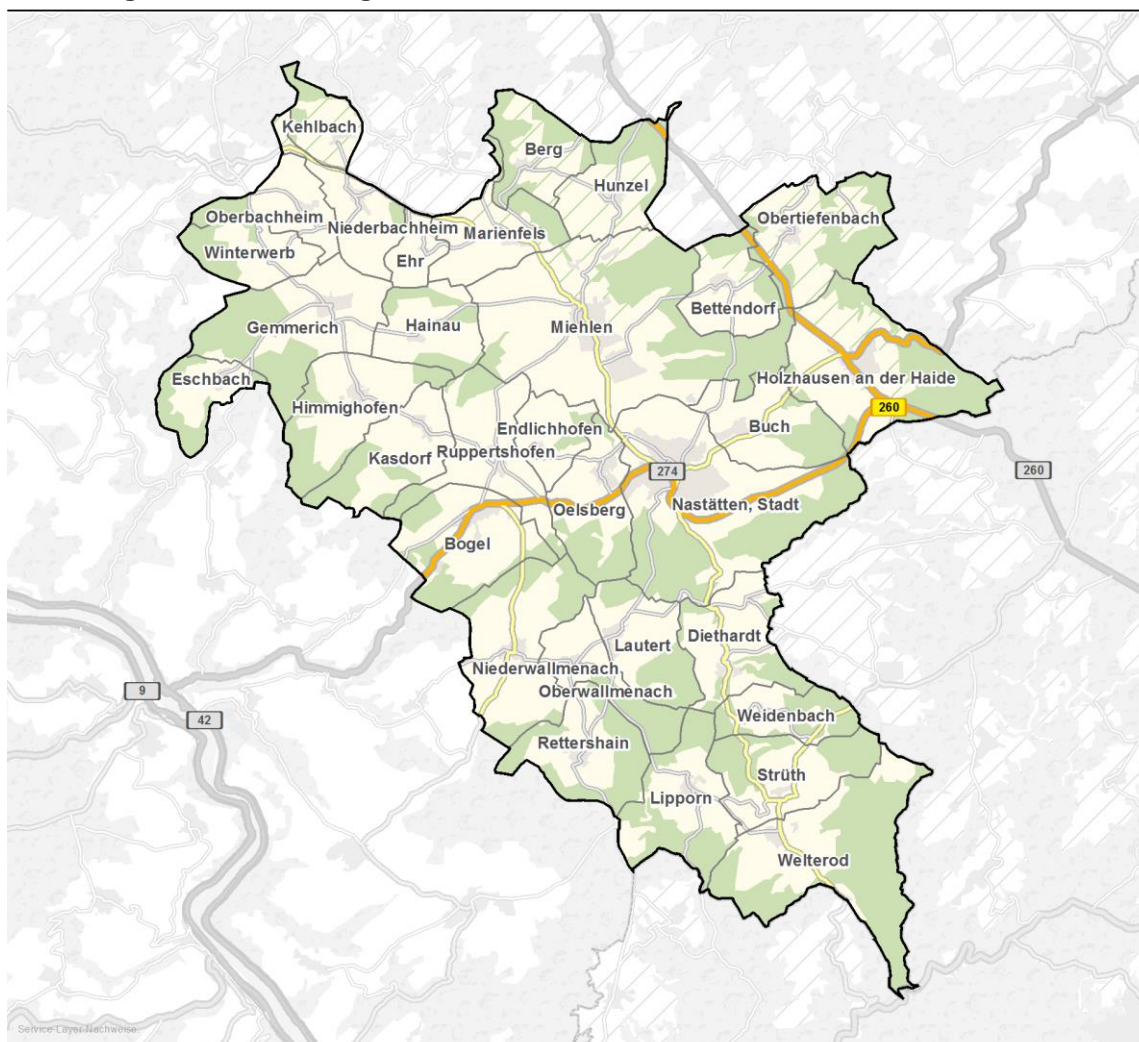 Kehlbach
Berg
Hunzel
Oberbachheim
Niederbachheim
Marienfels
Obertiefenbach
Winterwerb
Ehr
Bettendorf
Gemmerich
Hainau
Miehlen
Eschbach
Holzhausen an der Haide
Himmighofen
260
Endlichhofen
Buch
Kasdorf
Ruppertshofen
274
260
Oelsberg
Nastätten, Stadt
Bogel
Lautert
Diethardt
Niederwallmenach
Oberwallmenach
9
42
Weidenbach
Rettershain
Strüth
Lipporn
Welterod
Service-Layer-Nachweise